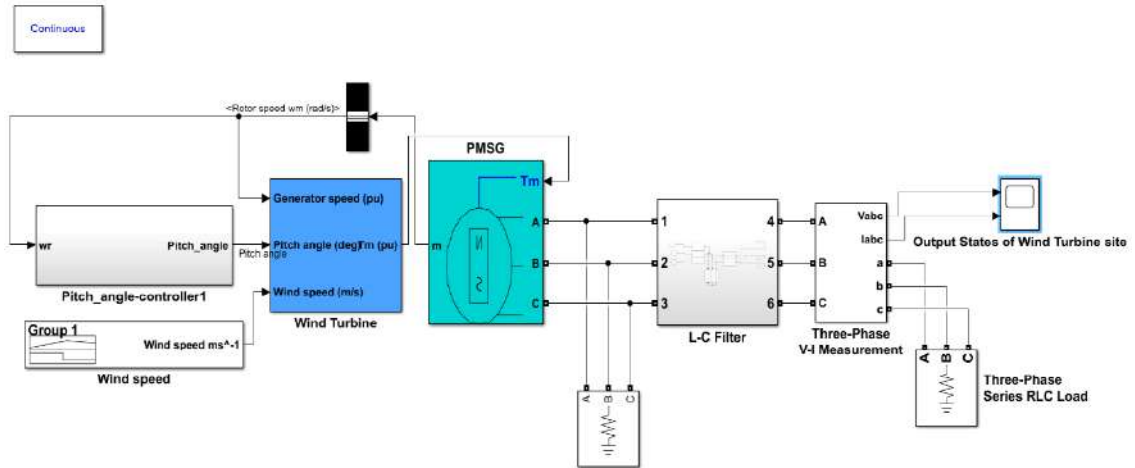 Continuous
<Rotor speed wm (rad/s)>
PMSG
Tm
Generator speed (pu)
A
1
4
A
Vabc
wr
Pitch_angle
Pitch angle (deg)
Tm (pu)
m
Iabc
Output States of Wind Turbine site
Pitch angle
B
2
5
B
a
Pitch_angle-controller1
Wind speed (m/s)
b
C
3
6
C
c
Group 1
Wind Turbine
L-C Filter
Three-Phase
V-I Measurement
Wind speed ms^-1
A B C
Wind speed
Three-Phase
Series RLC Load
A B C
N
S